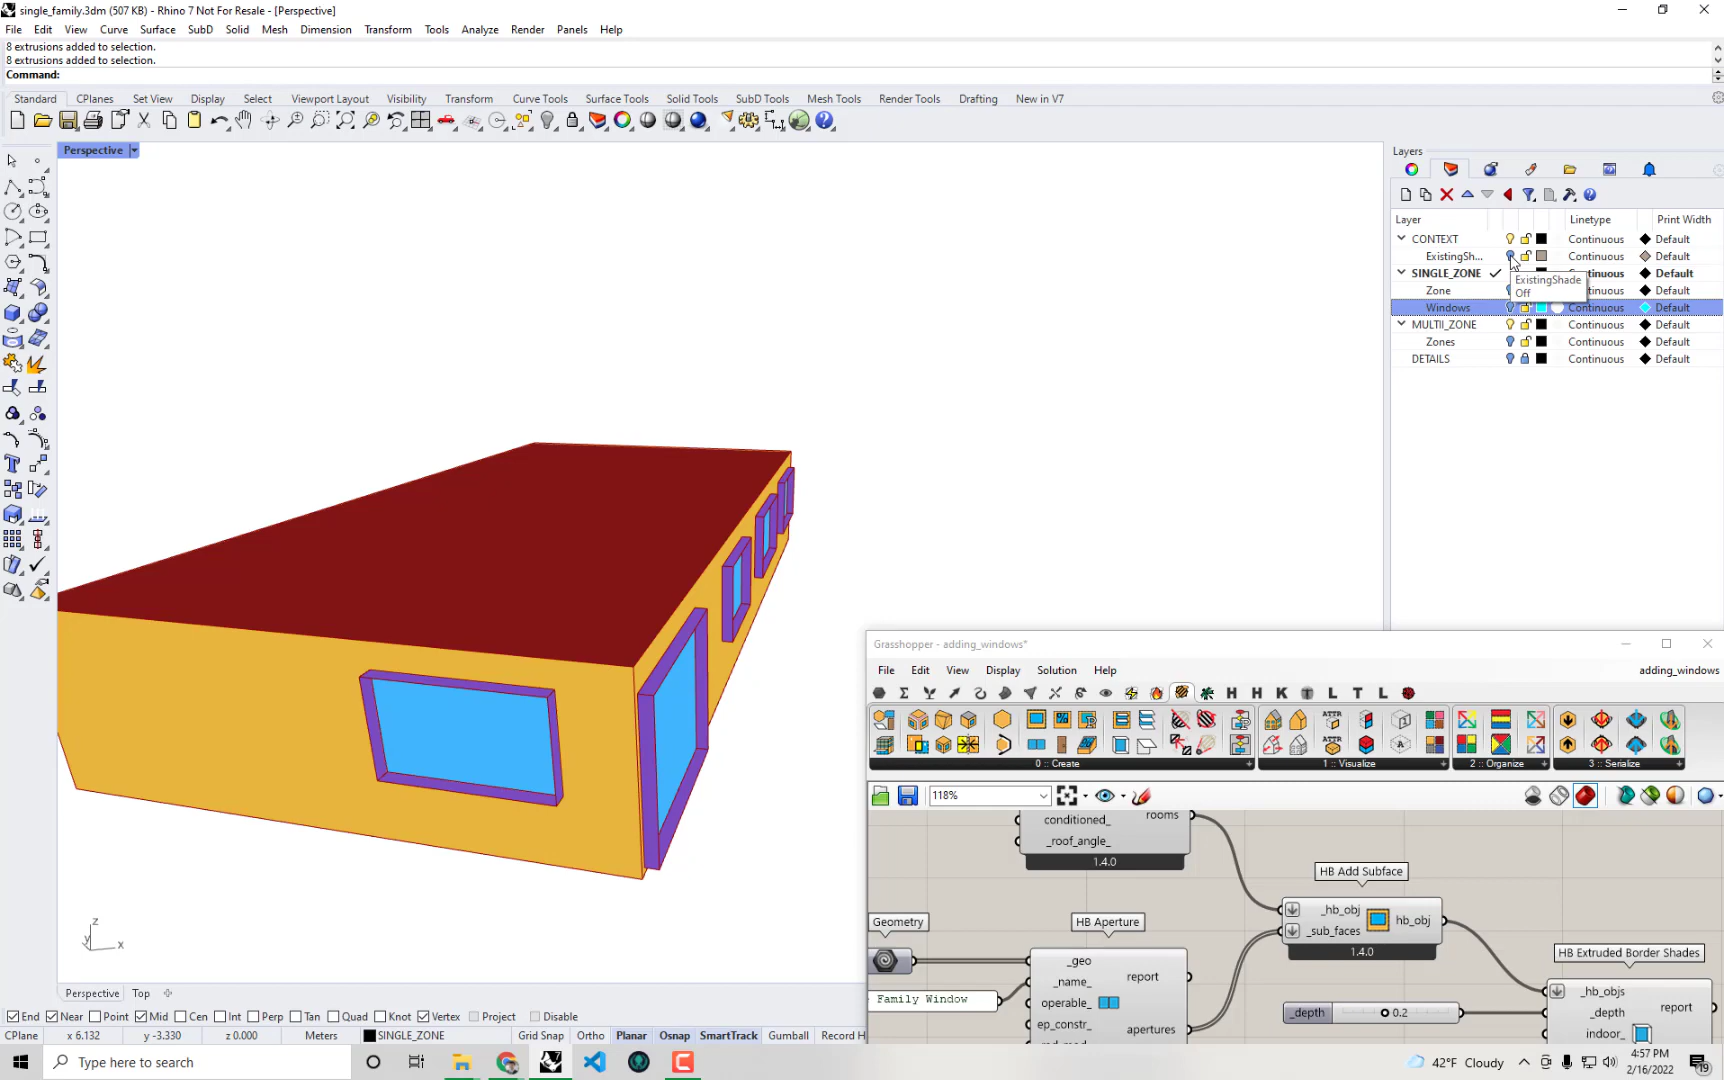 single_family.3dm (507 KB) - Rhino 7 Not For Resale - [Perspective]
File Edit View Curve Surface SubD Solid Mesh Dimension Transform Tools Analyze Render Panels Help
8 extrusions added to selection.
8 extrusions added to selection.
Command:
Standard CPlanes Set View Display Select Viewport Layout Visibility Transform Curve Tools Surface Tools Solid Tools SubD Tools Mesh Tools Render Tools Drafting New in V7
Perspective
Layers
Layer Linetype Print Width
CONTEXT Continuous Default
ExistingSh... Continuous Default
SINGLE_ZONE Continuous Default
ExistingShade
Off
Zone Continuous Default
Windows Continuous Default
MULTII_ZONE Continuous Default
Zones Continuous Default
DETAILS Continuous Default
Grasshopper - adding_windows*
File Edit View Display Solution Help adding_windows
H H K T L T L
ATTR
ATTR
A
0 :: Create 1 :: Visualize 2 :: Organize 3 :: Serialize
118%
conditioned_ rooms
_roof_angle_
1.4.0
HB Add Subface
_hb_obj hb_obj
_sub_faces
1.4.0
Geometry
HB Aperture
_geo
_name_
operable_
ep_constr_
report
apertures
Family Window
HB Extruded Border Shades
_depth 0.2
_hb_objs
_depth
indoor_
report
z
y
x
Perspective Top
End Near Point Mid Cen Int Perp Tan Quad Knot Vertex Project Disable
CPlane x 6.132 y -3.330 z 0.000 Meters SINGLE_ZONE Grid Snap Ortho Planar Osnap SmartTrack Gumball Record H
Type here to search
42°F Cloudy
4:57 PM
2/16/2022
19